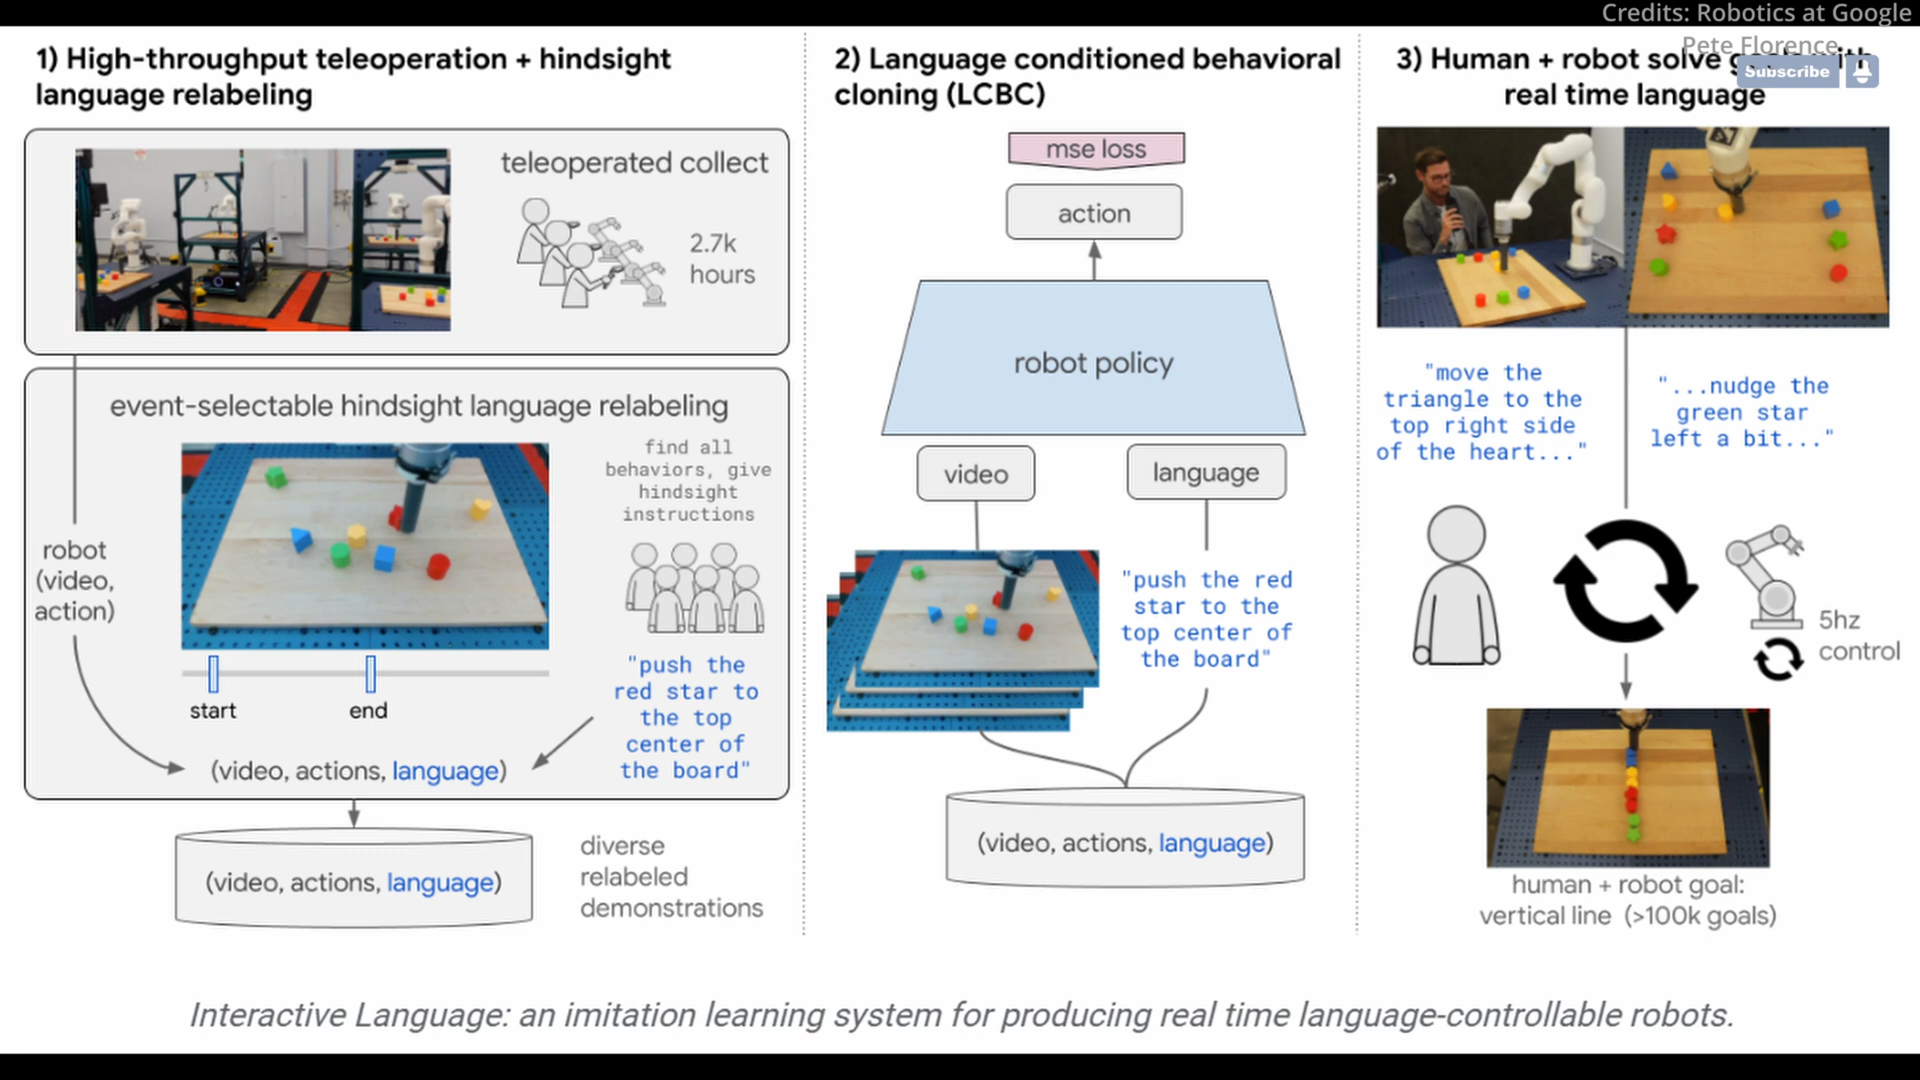 Credits: Robotics at Google
Pete Florence
Subscribe
1) High-throughput teleoperation + hindsight
language relabeling
teleoperated collect
2.7k
hours
event-selectable hindsight language relabeling
find all
behaviors, give
hindsight
instructions
robot
(video,
action)
"push the
red star to
the top
center of
the board"
start
end
(video, actions, language)
(video, actions, language)
diverse
relabeled
demonstrations
2) Language conditioned behavioral
cloning (LCBC)
mse loss
action
robot policy
video
language
"push the red
star to the
top center of
the board"
(video, actions, language)
3) Human + robot solve
real time language
"move the
triangle to the
top right side
of the heart..."
"...nudge the
green star
left a bit..."
5hz
control
human + robot goal:
vertical line (>100k goals)
Interactive Language: an imitation learning system for producing real time language-controllable robots.